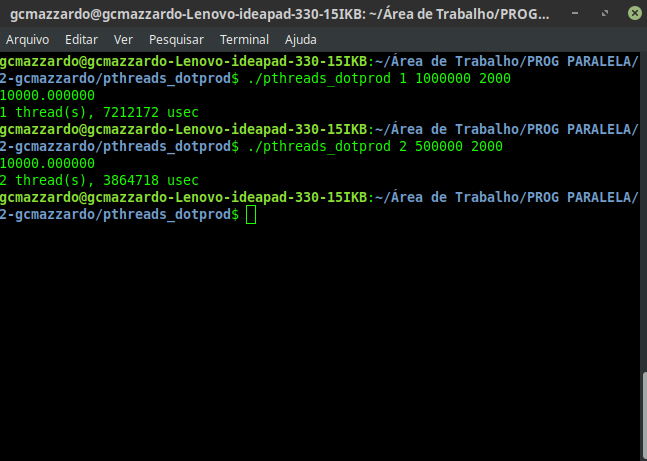 gcmazzardo@gcmazzardo-Lenovo-ideapad-330-15IKB: ~/Área de Trabalho/PROG...
Arquivo Editar Ver Pesquisar Terminal Ajuda
gcmazzardo@gcmazzardo-Lenovo-ideapad-330-15IKB:~/Área de Trabalho/PROG PARALELA/
2-gcmazzardo/pthreads_dotprod$ ./pthreads_dotprod 1 1000000 2000
10000.000000
1 thread(s), 7212172 usec
gcmazzardo@gcmazzardo-Lenovo-ideapad-330-15IKB:~/Área de Trabalho/PROG PARALELA/
2-gcmazzardo/pthreads_dotprod$ ./pthreads_dotprod 2 500000 2000
10000.000000
2 thread(s), 3864718 usec
gcmazzardo@gcmazzardo-Lenovo-ideapad-330-15IKB:~/Área de Trabalho/PROG PARALELA/
2-gcmazzardo/pthreads_dotprod$